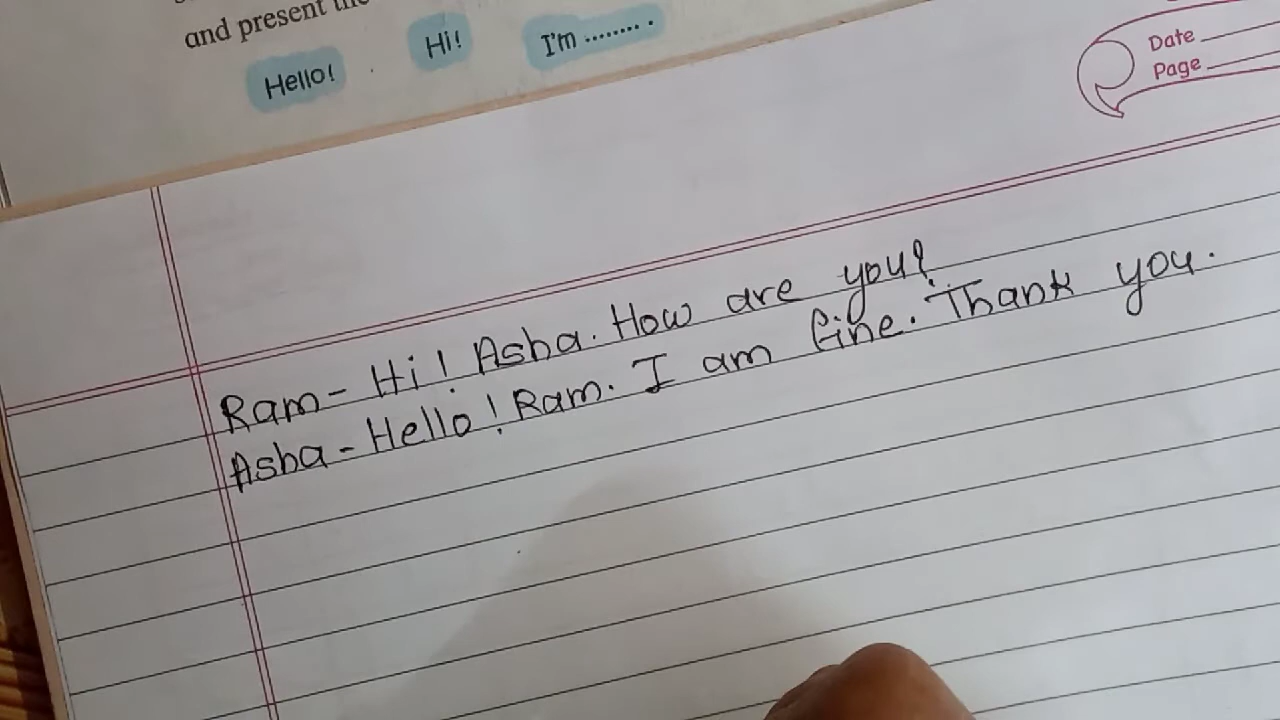 and present the
Hello! Hi! I'm ........ .
Date
Page
Ram- Hi! Asha. How are you?
Asha - Hello! Ram. I am fine. Thank you.